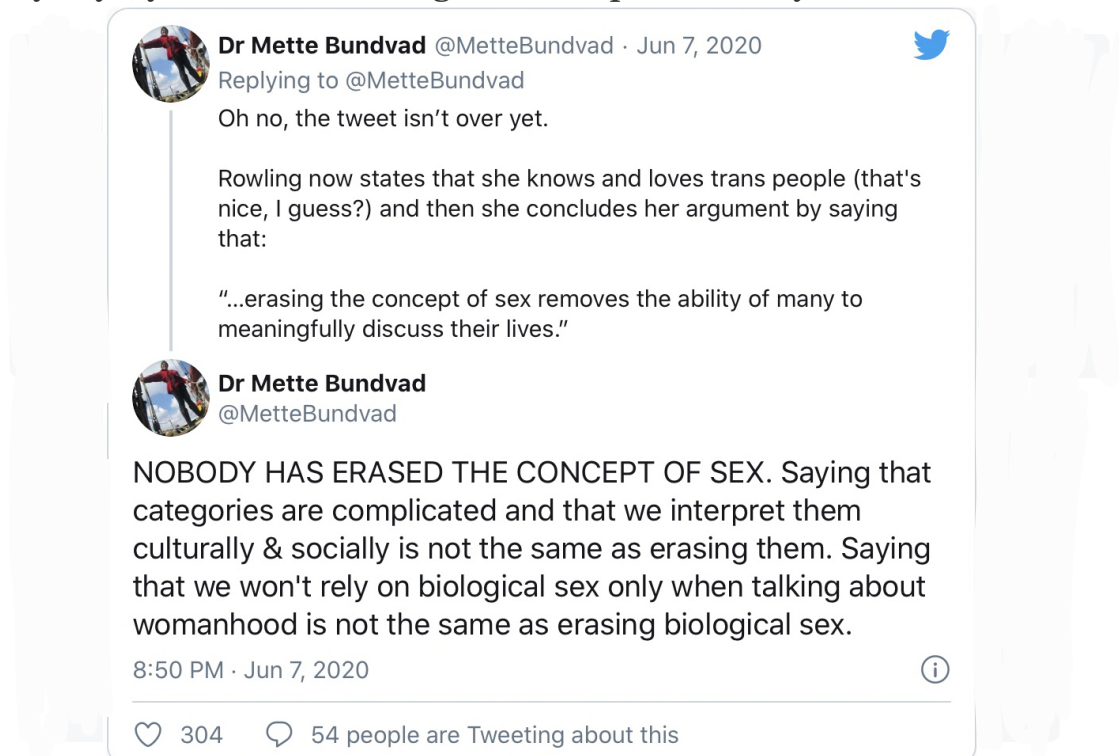 Dr Mette Bundvad @MetteBundvad · Jun 7, 2020
Replying to @MetteBundvad
Oh no, the tweet isn’t over yet.
Rowling now states that she knows and loves trans people (that's
nice, I guess?) and then she concludes her argument by saying
that:
“...erasing the concept of sex removes the ability of many to
meaningfully discuss their lives.”
Dr Mette Bundvad
@MetteBundvad
NOBODY HAS ERASED THE CONCEPT OF SEX. Saying that
categories are complicated and that we interpret them
culturally & socially is not the same as erasing them. Saying
that we won't rely on biological sex only when talking about
womanhood is not the same as erasing biological sex.
8:50 PM · Jun 7, 2020
304 54 people are Tweeting about this